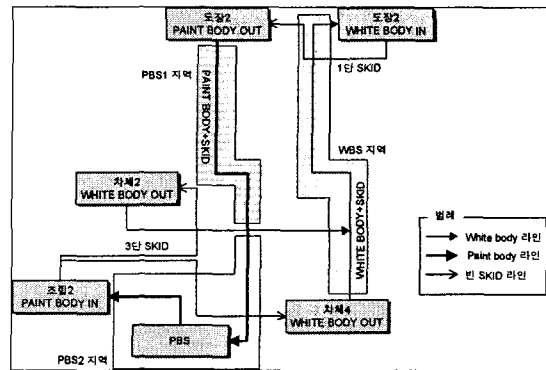 도장2
PAINT BODY OUT
도장2
WHITE BODY IN
1단 SKID
PBS1 지역
PAINT BODY+SKID
WBS 지역
차체2
WHITE BODY OUT
WHITE BODY+SKID
범례
White body 라인
Paint body 라인
빈 SKID 라인
3단 SKID
조립2
PAINT BODY IN
차체4
WHITE BODY OUT
PBS
PBS2 지역